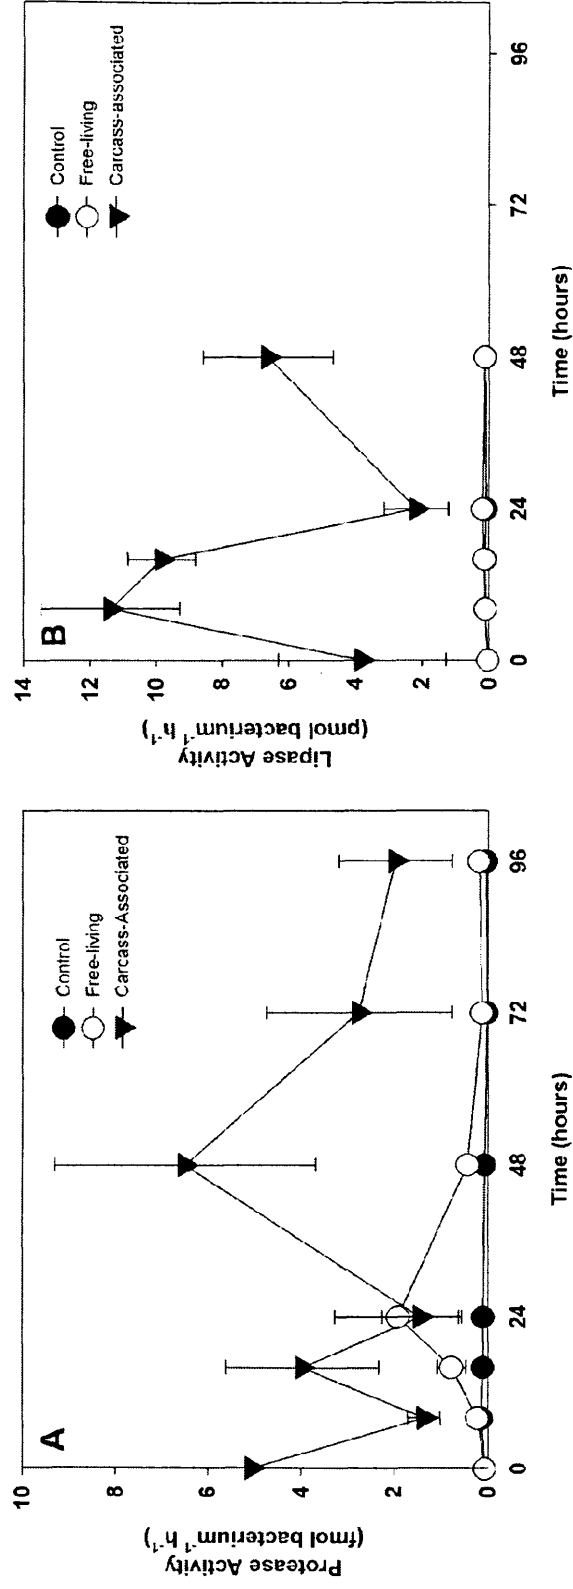 A
Control
Free-living
Carcass-Associated
10
8
6
4
2
0
0
24
48
72
96
Time (hours)
Protease Activity
(fmol bacterium⁻¹ h⁻¹)
B
Control
Free-living
Carcass-associated
14
12
10
8
6
4
2
0
0
24
48
72
96
Time (hours)
Lipase Activity
(pmol bacterium⁻¹ h⁻¹)